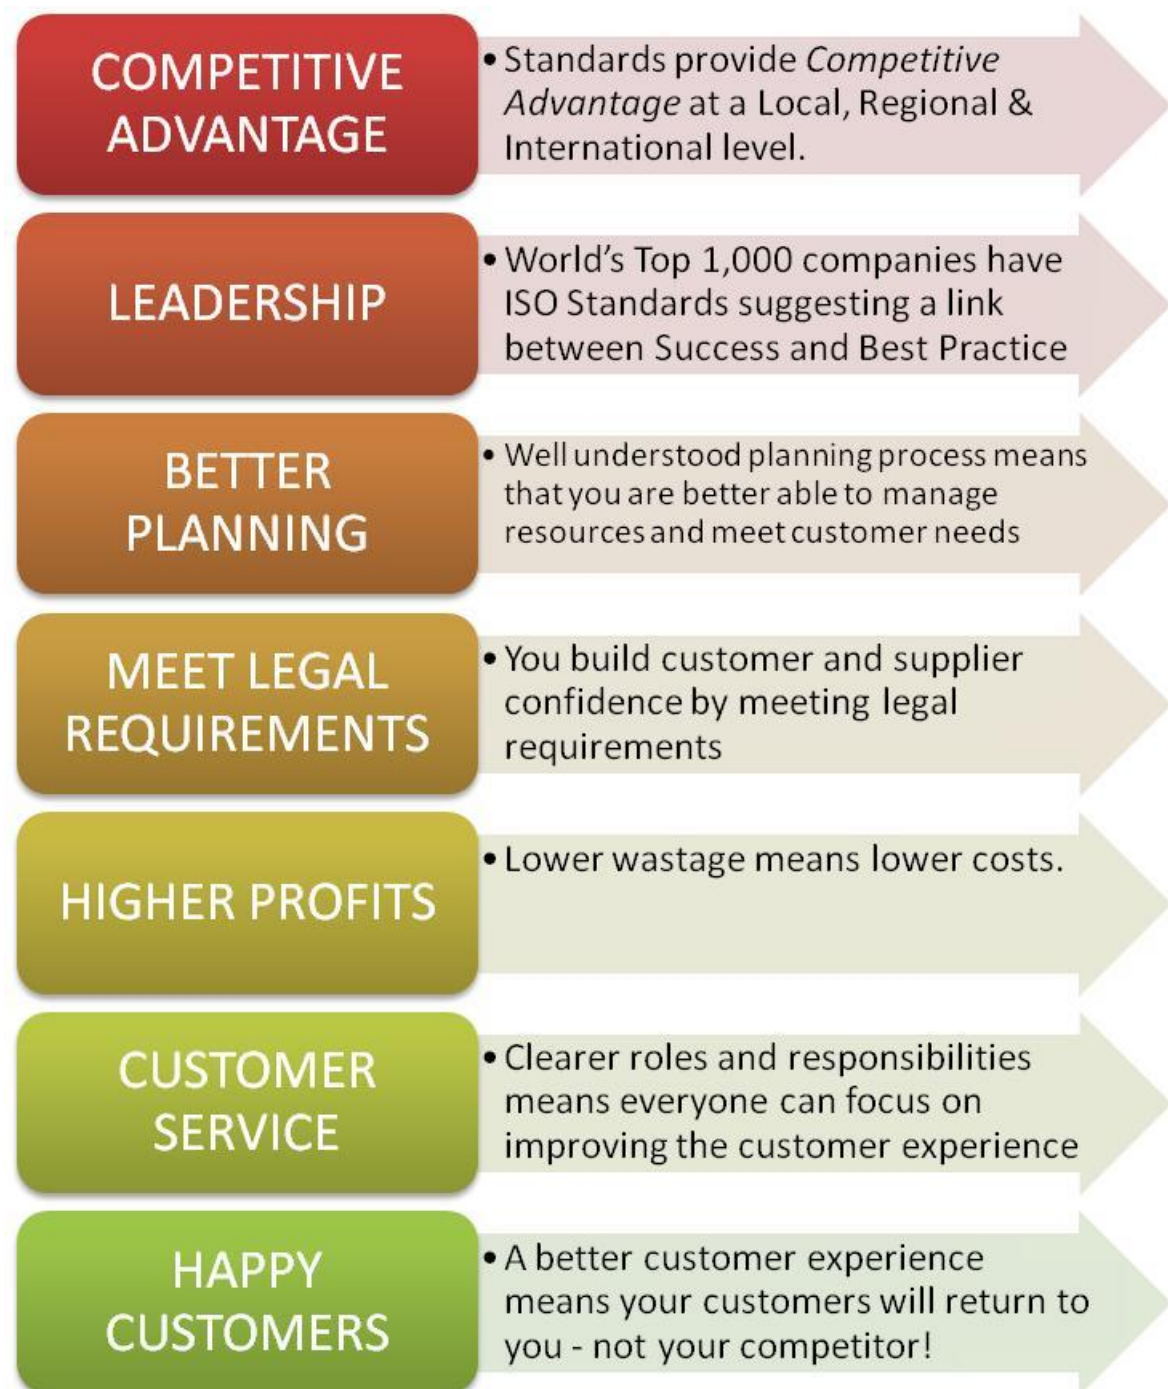 COMPETITIVE
ADVANTAGE
• Standards provide Competitive
Advantage at a Local, Regional &
International level.
LEADERSHIP
• World’s Top 1,000 companies have
ISO Standards suggesting a link
between Success and Best Practice
BETTER
PLANNING
• Well understood planning process means
that you are better able to manage
resources and meet customer needs
MEET LEGAL
REQUIREMENTS
• You build customer and supplier
confidence by meeting legal
requirements
HIGHER PROFITS
• Lower wastage means lower costs.
CUSTOMER
SERVICE
• Clearer roles and responsibilities
means everyone can focus on
improving the customer experience
HAPPY
CUSTOMERS
• A better customer experience
means your customers will return to
you - not your competitor!